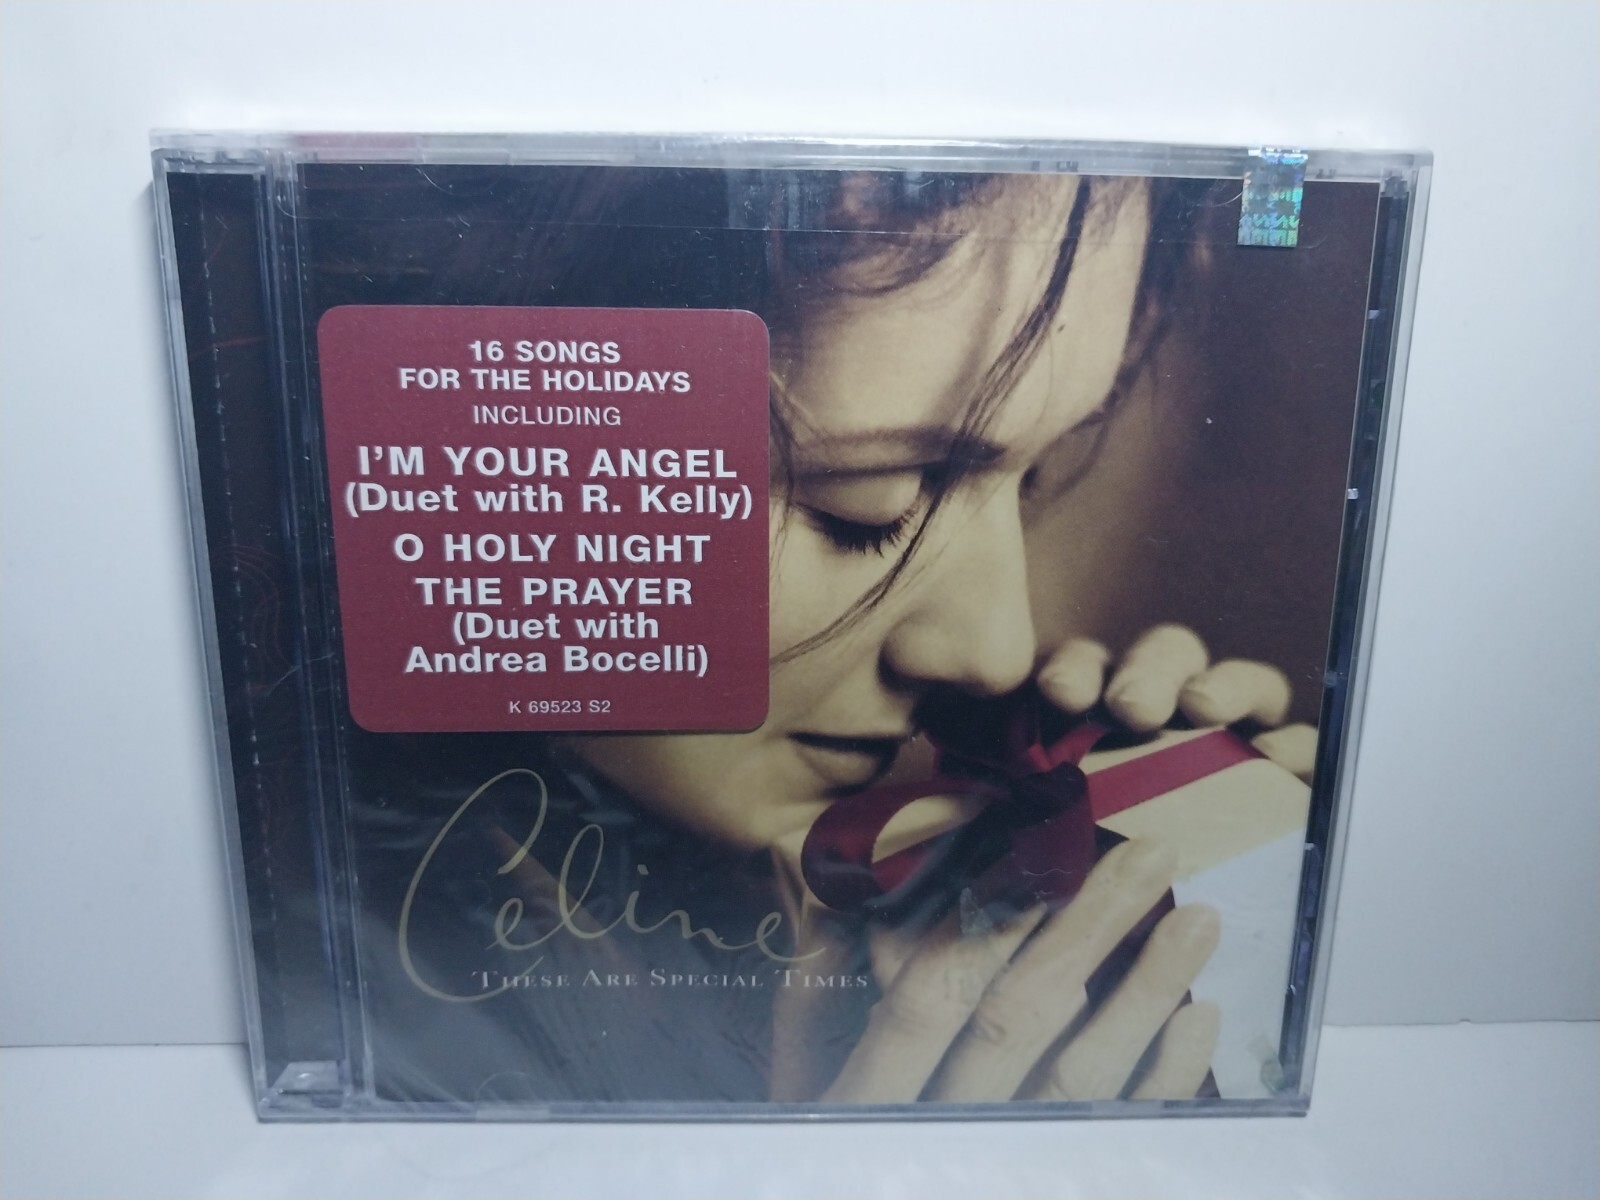 16 SONGS
FOR THE HOLIDAYS
INCLUDING
I'M YOUR ANGEL
(Duet with R. Kelly)
O HOLY NIGHT
THE PRAYER
(Duet with
Andrea Bocelli)
K 69523 S2
Celine
THESE ARE SPECIAL TIMES